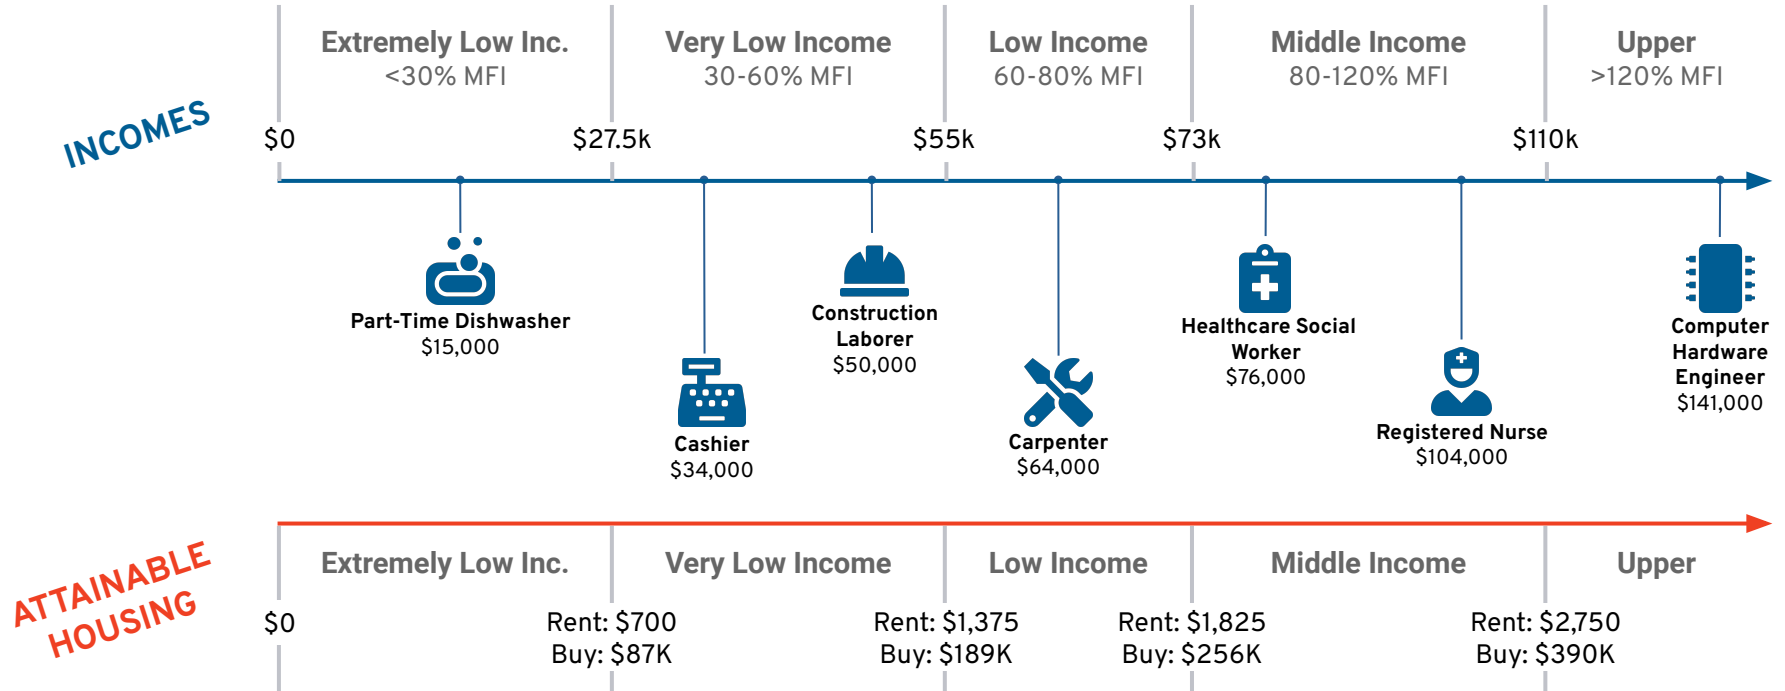 Extremely Low Inc.
<30% MFI
Very Low Income
30-60% MFI
Low Income
60-80% MFI
Middle Income
80-120% MFI
Upper
>120% MFI
INCOMES
$0
$27.5k
$55k
$73k
$110k
Part-Time Dishwasher
$15,000
Cashier
$34,000
Construction
Laborer
$50,000
Carpenter
$64,000
Healthcare Social
Worker
$76,000
Registered Nurse
$104,000
Computer
Hardware
Engineer
$141,000
ATTAINABLE
HOUSING
Extremely Low Inc.
Very Low Income
Low Income
Middle Income
Upper
$0
Rent: $700
Buy: $87K
Rent: $1,375
Buy: $189K
Rent: $1,825
Buy: $256K
Rent: $2,750
Buy: $390K